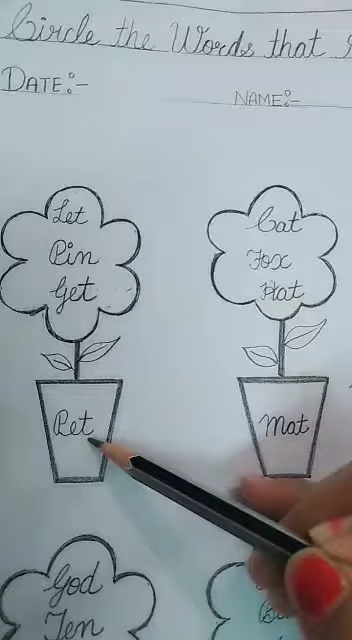 Circle the Words that
DATE:-
NAME:-
Let
Pin
Get
Pet
Cat
Fox
Hat
Mat
God
Ten